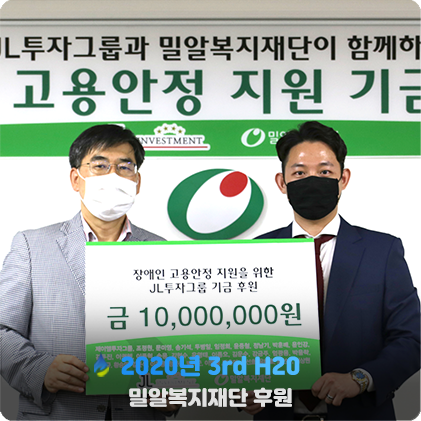 JL투자그룹과 밀알복지재단이 함께하
고용안정 지원 기금
INVESTMENT 밀알
장애인 고용안정 지원을 위한
JL투자그룹 기금 후원
금 10,000,000원
2020년 3rd H2O
밀알복지재단 후원